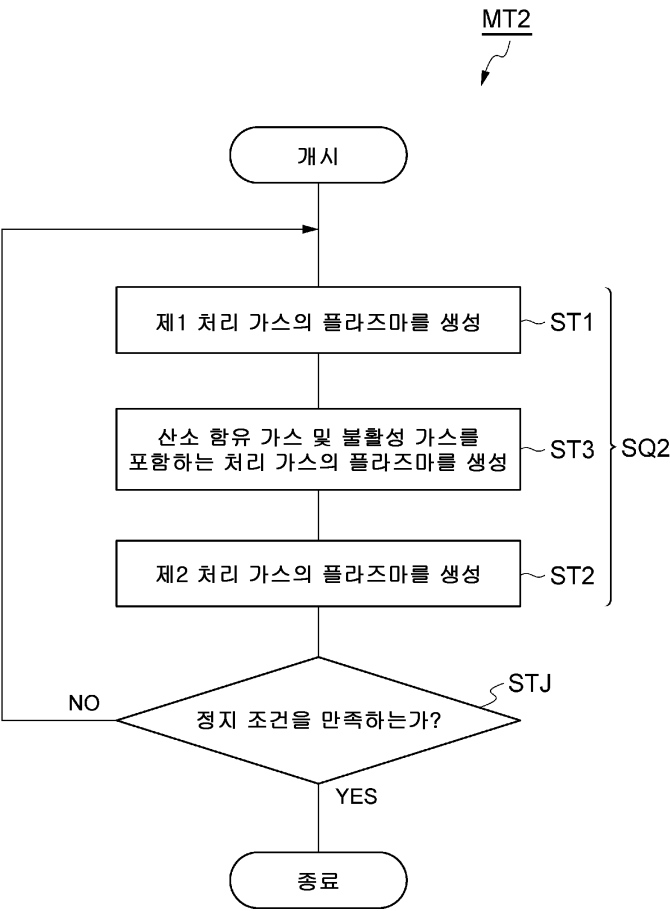 MT2
개시
제1 처리 가스의 플라즈마를 생성
ST1
산소 함유 가스 및 불활성 가스를
포함하는 처리 가스의 플라즈마를 생성
ST3
SQ2
제2 처리 가스의 플라즈마를 생성
ST2
STJ
NO
정지 조건을 만족하는가?
YES
종료